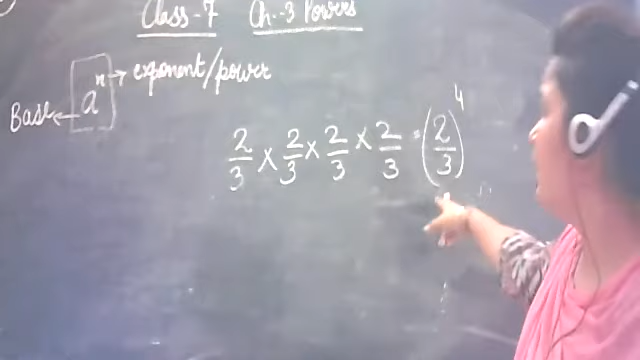 Class-7 Ch.-3 Powers
aⁿ → exponent/power
Base ←
2/3 × 2/3 × 2/3 × 2/3 = (2/3)⁴